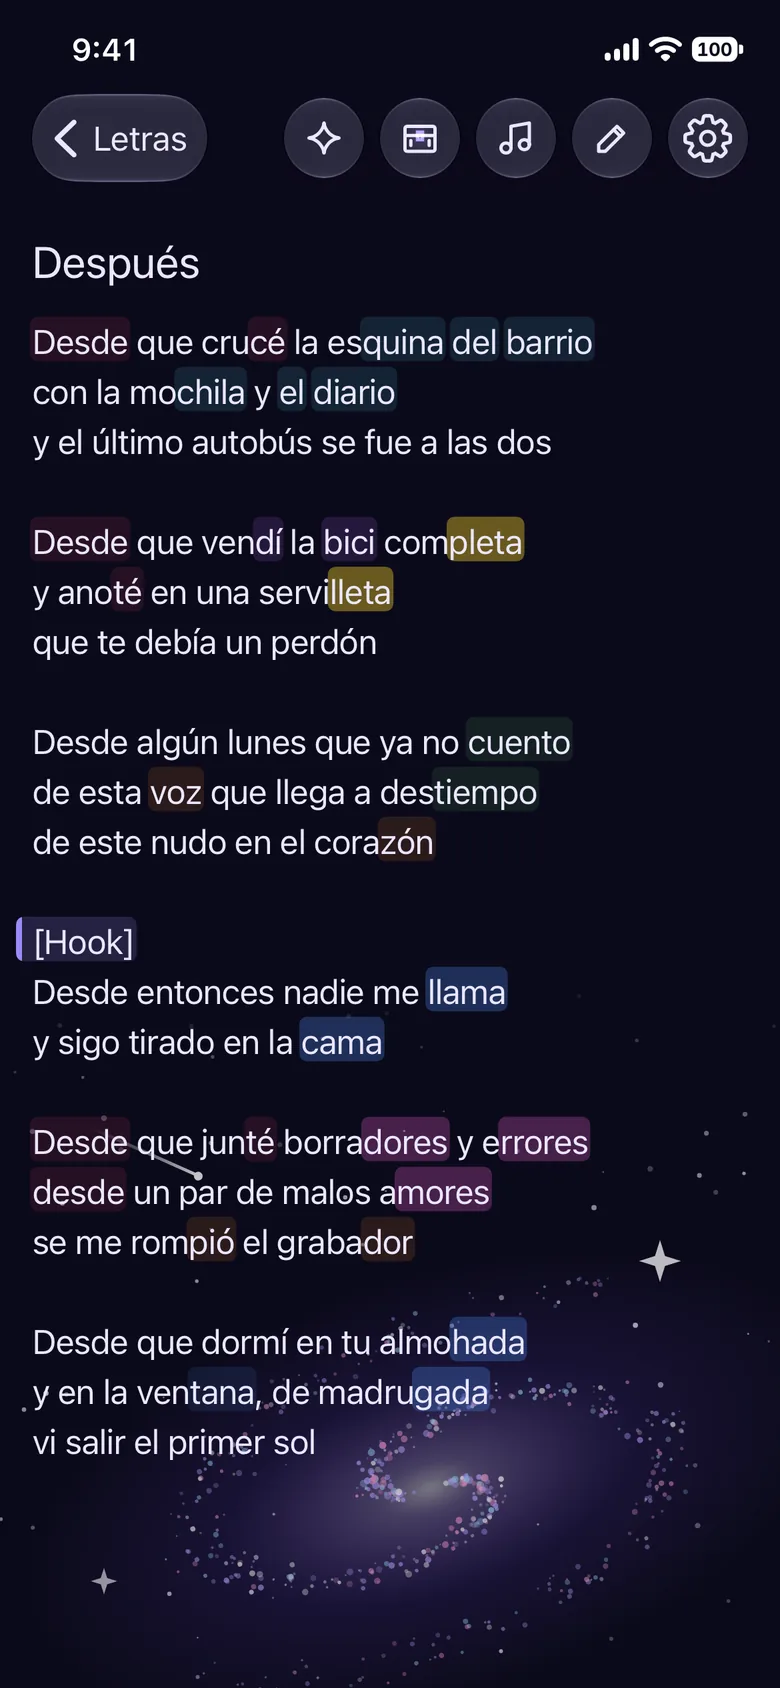 9:41
100
Letras
Después
Desde que crucé la esquina del barrio
con la mochila y el diario
y el último autobús se fue a las dos
Desde que vendí la bici completa
y anoté en una servilleta
que te debía un perdón
Desde algún lunes que ya no cuento
de esta voz que llega a destiempo
de este nudo en el corazón
[Hook]
Desde entonces nadie me llama
y sigo tirado en la cama
Desde que junté borradores y errores
desde un par de malos amores
se me rompió el grabador
Desde que dormí en tu almohada
y en la ventana, de madrugada
vi salir el primer sol